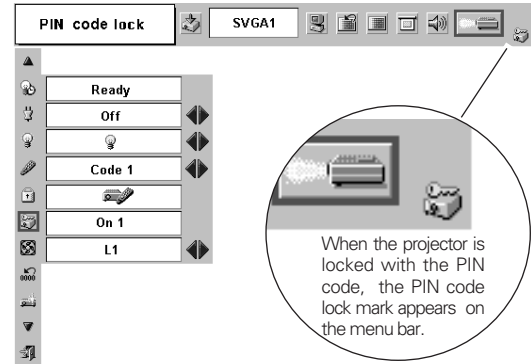 PIN code lock
SVGA1
Ready
Off
Code 1
On 1
L1
0000
When the projector is
locked with the PIN
code, the PIN code
lock mark appears on
the menu bar.